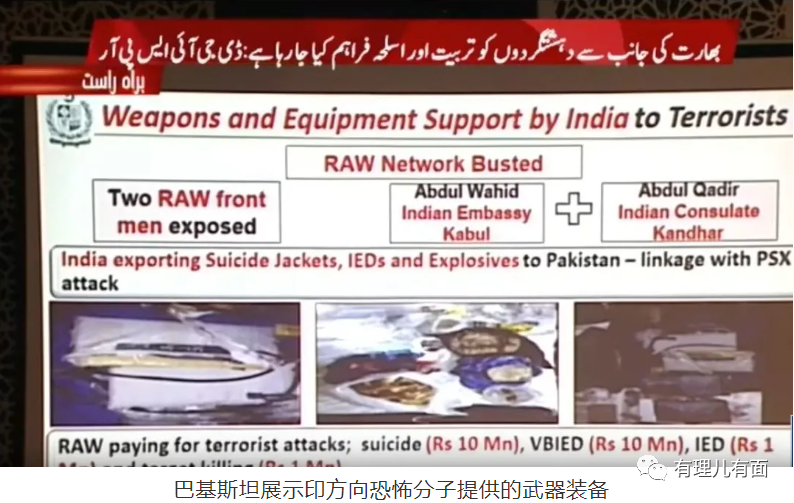 بھارت کی جانب سے دہشتگردوں کو تربیت اور اسلحہ فراہم کیا جا رہا ہے: ڈی جی آئی ایس پی آر
براہ راست
Weapons and Equipment Support by India to Terrorists
RAW Network Busted
Two RAW front
men exposed
Abdul Wahid
Indian Embassy
Kabul
Abdul Qadir
Indian Consulate
Kandhar
India exporting Suicide Jackets, IEDs and Explosives to Pakistan – linkage with PSX
attack
RAW paying for terrorist attacks; suicide (Rs 10 Mn), VBIED (Rs 10 Mn), IED (Rs 1
Mn) and target killing (Rs 1 Mn)
有理儿有面
巴基斯坦展示印方向恐怖分子提供的武器装备